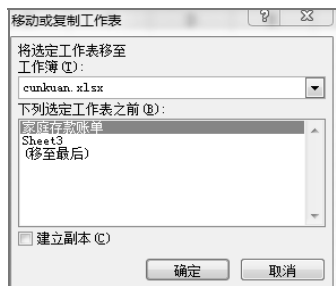 移动或复制工作表
将选定工作表移至
工作簿(T):
cunkuan.xlsx
下列选定工作表之前(B):
家庭存款账单
Sheet3
(移至最后)
建立副本(C)
确定
取消